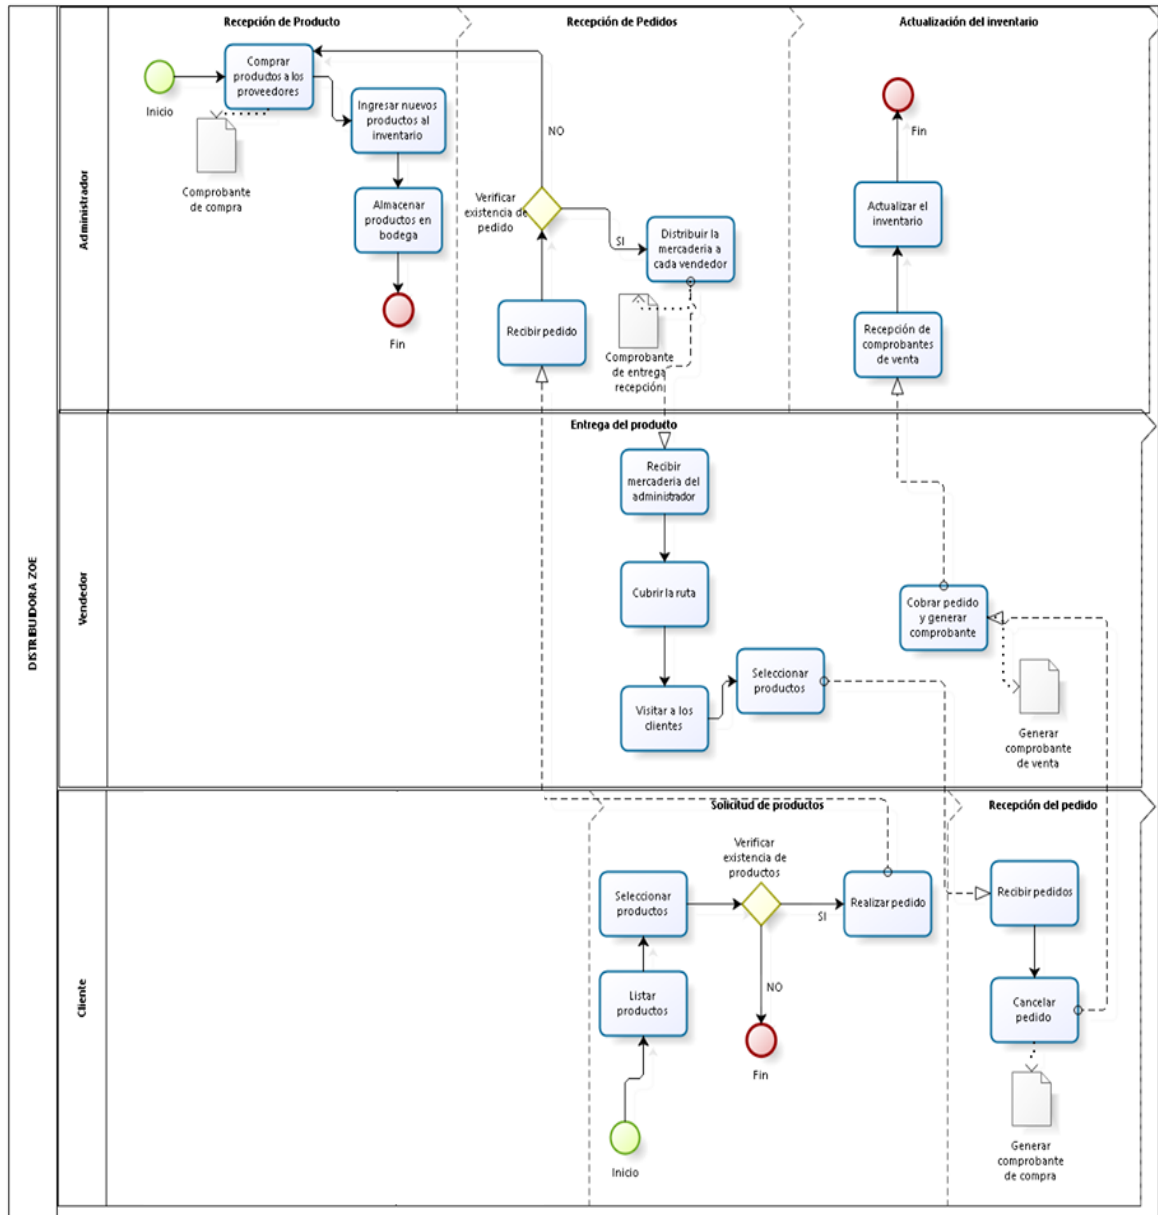 DISTRIBUIDORA ZOE
Administrador
Recepción de Producto
Recepción de Pedidos
Actualización del inventario
Inicio
Comprar
productos a los
proveedores
Comprobante
de compra
Ingresar nuevos
productos al
inventario
Almacenar
productos en
bodega
Fin
NO
Verificar
existencia de
pedido
SI
Distribuir la
mercaderia a
cada vendedor
Recibir pedido
Comprobante
de entrega
recepción
Fin
Actualizar el
inventario
Recepción de
comprobantes
de venta
Vendedor
Entrega del producto
Recibir
mercaderia del
administrador
Cubrir la ruta
Visitar a los
clientes
Seleccionar
productos
Cobrar pedido
y generar
comprobante
Generar
comprobante
de venta
Cliente
Solicitud de productos
Recepción del pedido
Verificar
existencia de
productos
Seleccionar
productos
SI
Realizar pedido
NO
Listar
productos
Fin
Inicio
Recibir pedidos
Cancelar
pedido
Generar
comprobante
de compra